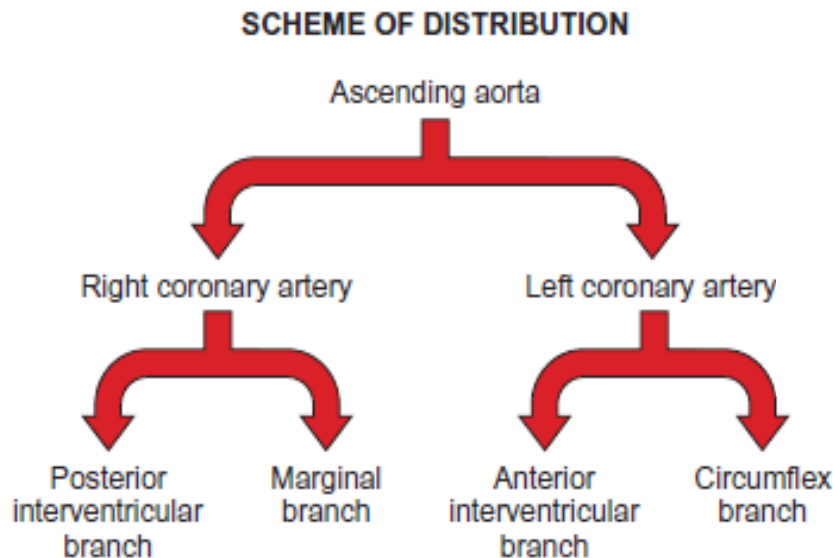 SCHEME OF DISTRIBUTION
Ascending aorta
Right coronary artery
Left coronary artery
Posterior
interventricular
branch
Marginal
branch
Anterior
interventricular
branch
Circumflex
branch